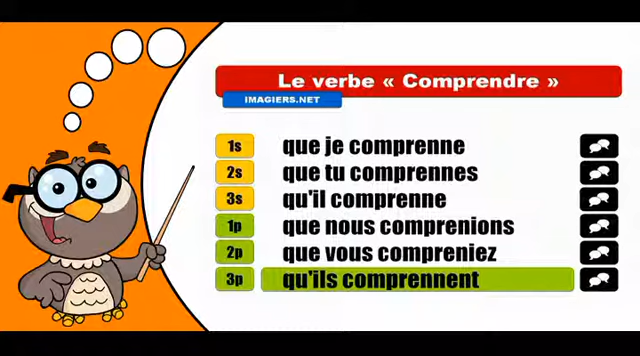 Le verbe « Comprendre »
IMAGIERS.NET
1s que je comprenne
2s que tu comprennes
3s qu'il comprenne
1p que nous comprenions
2p que vous compreniez
3p qu'ils comprennent